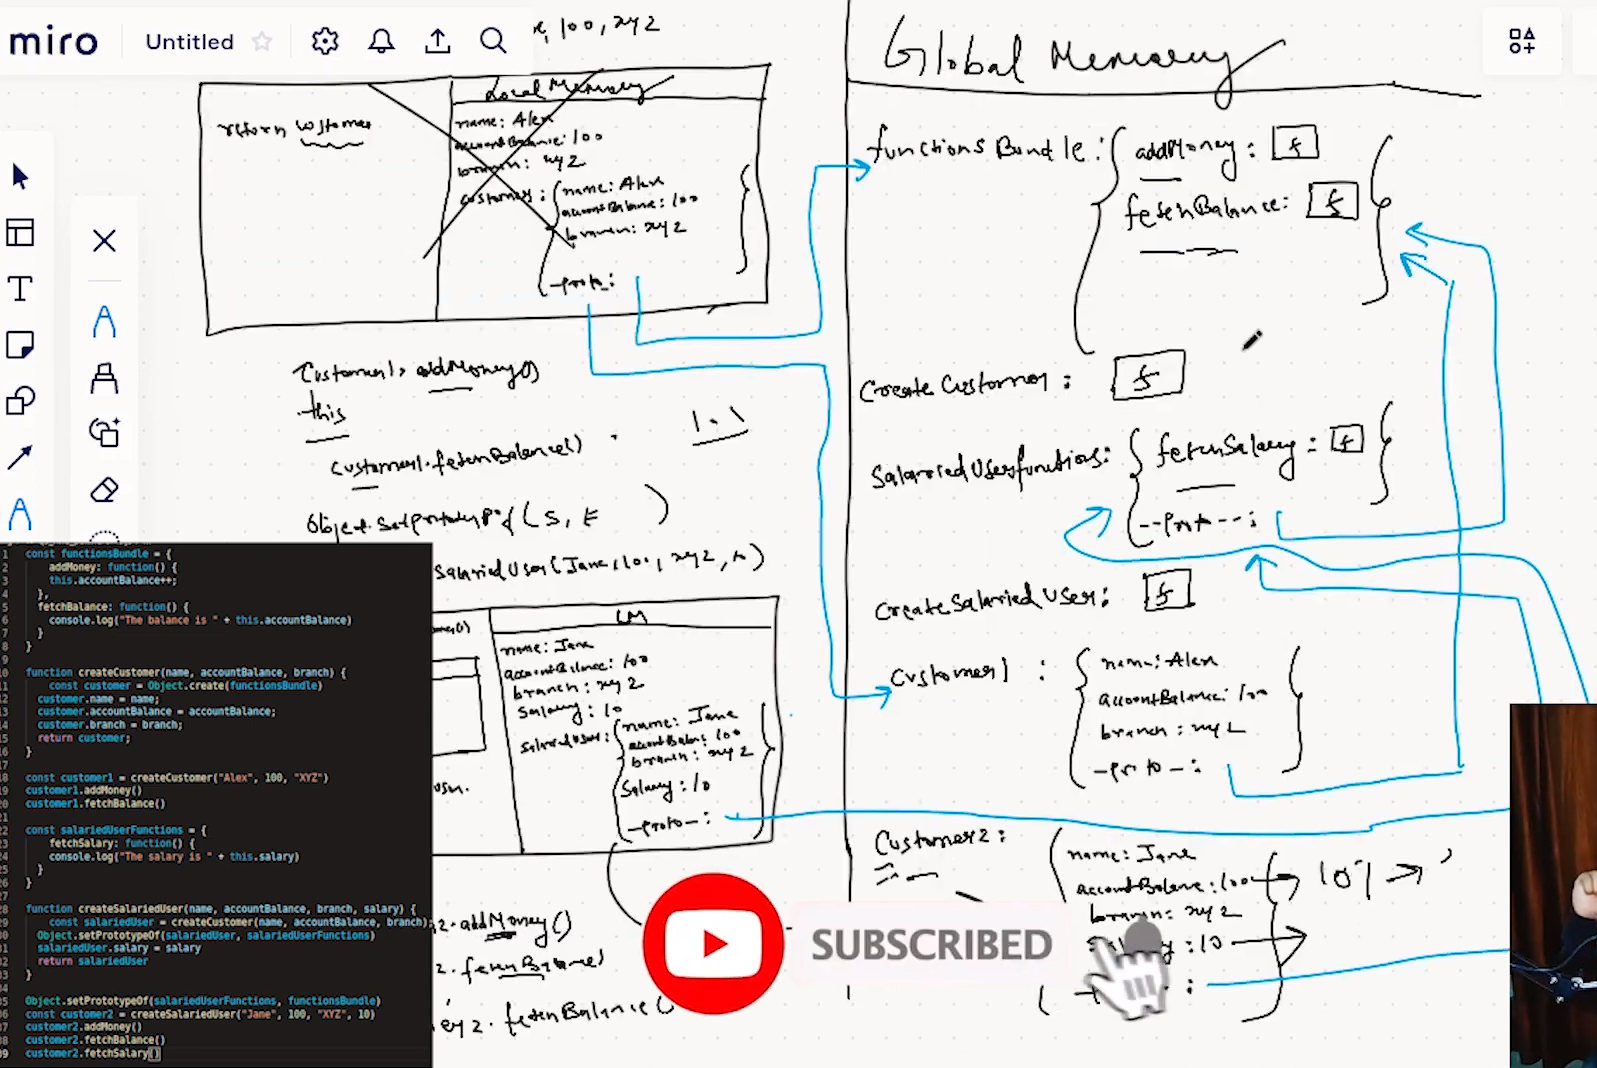 miro
Untitled
100, xyz
Local Memory
return customer
name: Alex
accountBalance: 100
branch: xyz
customer: {name: Alex
accountBalance: 100
branch: xyz
-proto-:
Customer1. addMoney()
this
101
customer1.fetchBalance()
Object.setPrototypeOf(S, F )
salariedUser(Jane, 100, xyz, 10)
LM
name: Jane
accountBalance: 100
branch: xyz
Salary: 10
salariedUser: {name: Jane
accountBalance: 100
branch: xyz
Salary: 10
-proto-:
2. addMoney()
2. fetchBalance()
2. fetchBalance(
Global Memory
functionsBundle: { addMoney: f
fetchBalance: f }
CreateCustomer: f
SalariedUserfunctions: { fetchSalary: f }
--proto--:
CreateSalariedUser: f
Customer1 : { name: Alex
accountBalance: 100
branch: xyz
-proto-: }
Customer2:
name: Jane
accountBalance: 100 → 101 →
branch: xyz
: 10 →
SUBSCRIBED
1 const functionsBundle = {
2 addMoney: function() {
3 this.accountBalance++;
4 },
5 fetchBalance: function() {
6 console.log("The balance is " + this.accountBalance)
7 }
8 }
9
10 function createCustomer(name, accountBalance, branch) {
11 const customer = Object.create(functionsBundle)
12 customer.name = name;
13 customer.accountBalance = accountBalance;
14 customer.branch = branch;
15 return customer;
16 }
17
18 const customer1 = createCustomer("Alex", 100, "XYZ")
19 customer1.addMoney()
20 customer1.fetchBalance()
21
22 const salariedUserFunctions = {
23 fetchSalary: function() {
24 console.log("The salary is " + this.salary)
25 }
26 }
27
28 function createSalariedUser(name, accountBalance, branch, salary) {
29 const salariedUser = createCustomer(name, accountBalance, branch);
30 Object.setPrototypeOf(salariedUser, salariedUserFunctions)
31 salariedUser.salary = salary
32 return salariedUser
33 }
34
35 Object.setPrototypeOf(salariedUserFunctions, functionsBundle)
36 const customer2 = createSalariedUser("Jane", 100, "XYZ", 10)
37 customer2.addMoney()
38 customer2.fetchBalance()
39 customer2.fetchSalary()